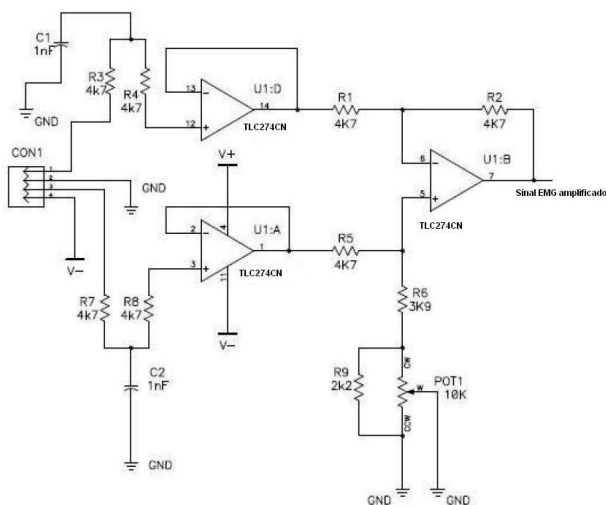 C1
1nF
GND
R3
4k7
R4
4k7
13
12
14
U1:D
TLC274CN
R1
4K7
R2
4K7
6
5
7
U1:B
TLC274CN
Sinal EMG amplificado
CON1
1
2
3
4
GND
V-
V+
2
3
4
11
1
U1:A
TLC274CN
V-
R5
4K7
R7
4k7
R8
4k7
C2
1nF
GND
R6
3K9
R9
2k2
CW
W
CCW
POT1
10K
GND
GND